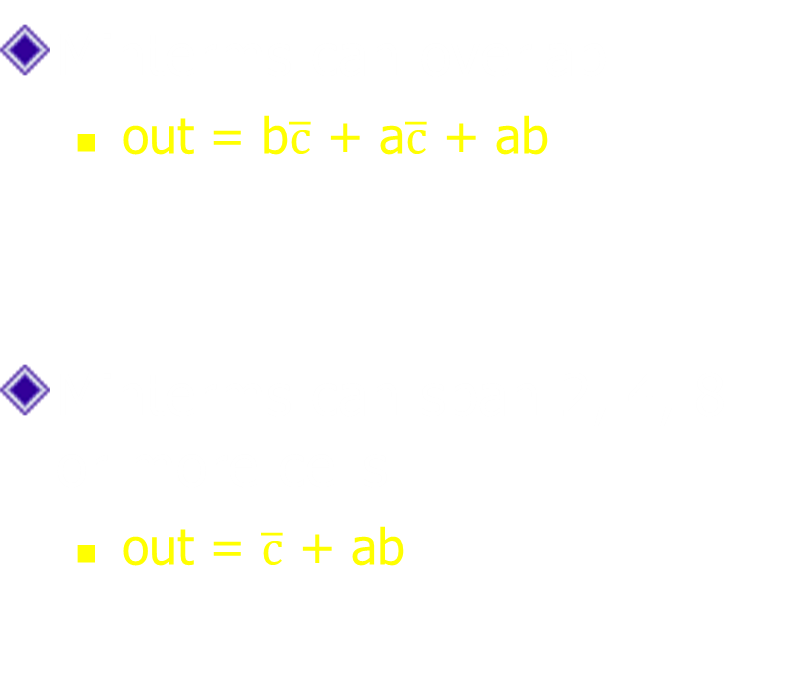 out = bc̅ + ac̅ + ab
out = c̅ + ab